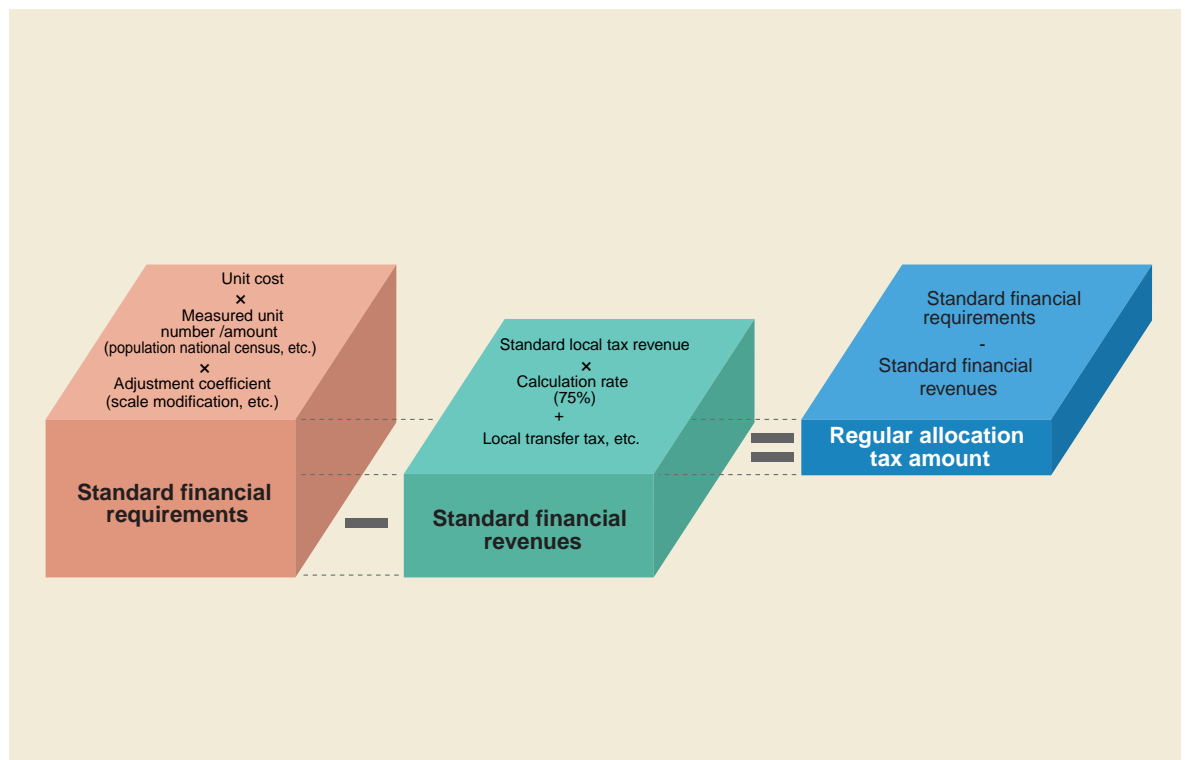 Unit cost
×
Measured unit
number /amount
(population national census, etc.)
×
Adjustment coefficient
(scale modification, etc.)
Standard financial
requirements
Standard local tax revenue
×
Calculation rate
(75%)
+
Local transfer tax, etc.
Standard financial
revenues
Standard financial
requirements
-
Standard financial
revenues
Regular allocation
tax amount